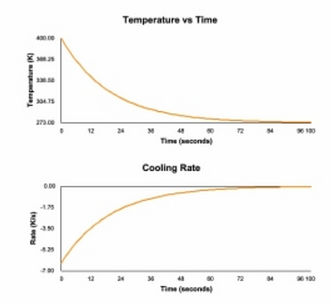 Temperature vs Time
Temperature (K)
400.00
368.25
336.50
304.75
273.00
0 12 24 36 48 60 72 84 96 100
Time (seconds)
Cooling Rate
Rate (K/s)
0.00
-1.75
-3.50
-5.25
-7.00
0 12 24 36 48 60 72 84 96 100
Time (seconds)